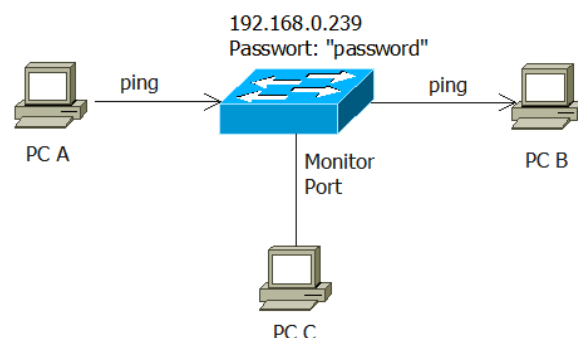 192.168.0.239
Passwort: "password"
ping
ping
PC A
Monitor
Port
PC B
PC C